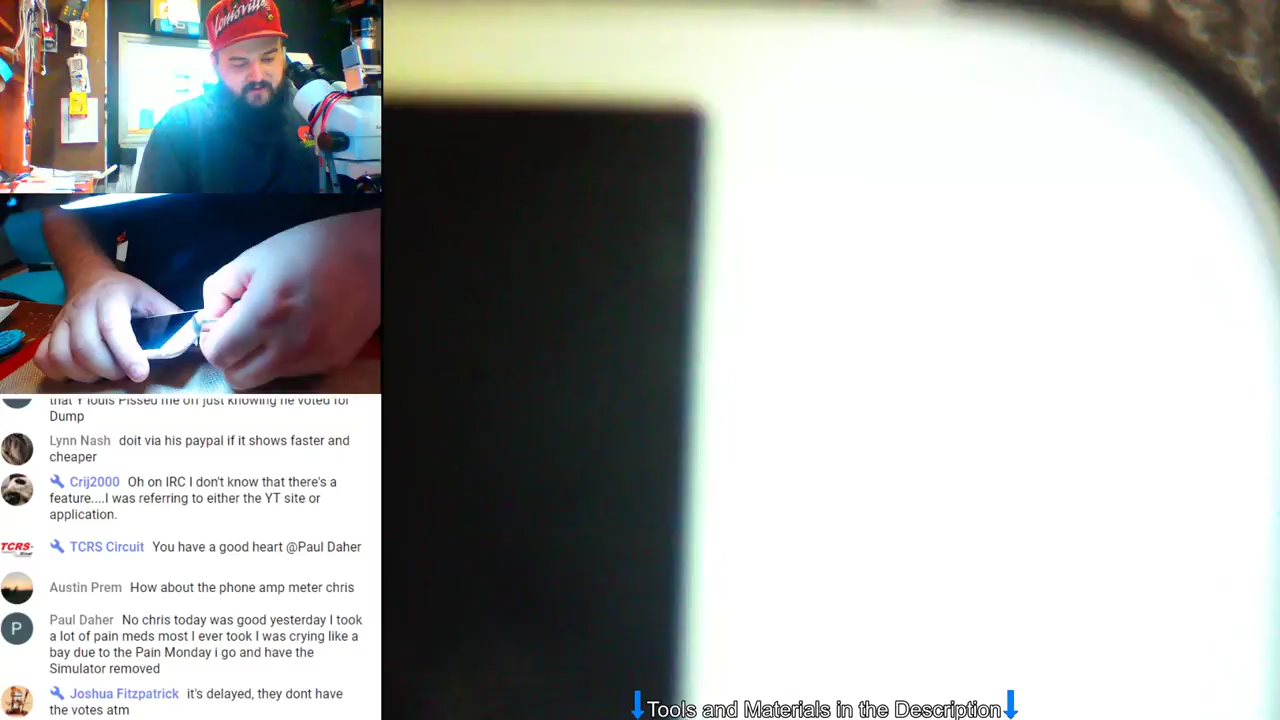 Louisville
that Y louis Pissed me off just knowing he voted for
Dump
Lynn Nash doit via his paypal if it shows faster and
cheaper
Crij2000 Oh on IRC I don't know that there's a
feature....I was referring to either the YT site or
application.
TCRS Circuit You have a good heart @Paul Daher
TCRS-
Austin Prem How about the phone amp meter chris
P
Paul Daher No chris today was good yesterday I took
a lot of pain meds most I ever took I was crying like a
bay due to the Pain Monday i go and have the
Simulator removed
Joshua Fitzpatrick it's delayed, they dont have
the votes atm
Tools and Materials in the Description